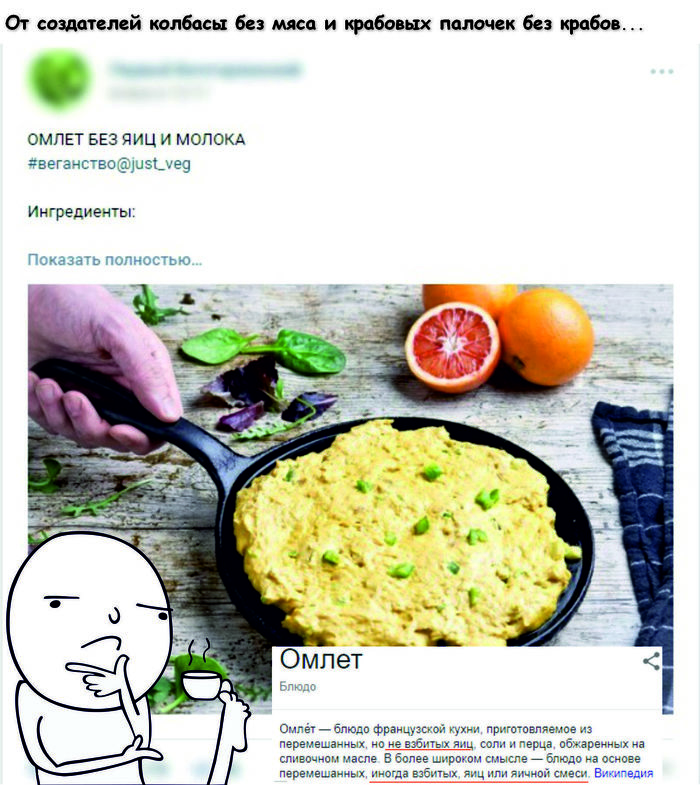 От создателей колбасы без мяса и крабовых палочек без крабов...
ОМЛЕТ БЕЗ ЯИЦ И МОЛОКА
#веганство@just_veg
Ингредиенты:
Показать полностью...
Омлет
Блюдо
Омле́т — блюдо французской кухни, приготовляемое из
перемешанных, но не взбитых яиц, соли и перца, обжаренных на
сливочном масле. В более широком смысле — блюдо на основе
перемешанных, иногда взбитых, яиц или яичной смеси. Википедия